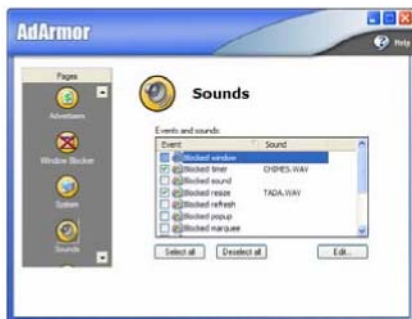 AdArmor
Help
Pages
Advertisers
Window Blocker
System
Sounds
Sounds
Events and sounds:
Event Sound
Blocked window
Blocked timer CHIMES.WAV
Blocked sound
Blocked resize TADA.WAV
Blocked refresh
Blocked popup
Blocked marquee
Select all Deselect all Edit...